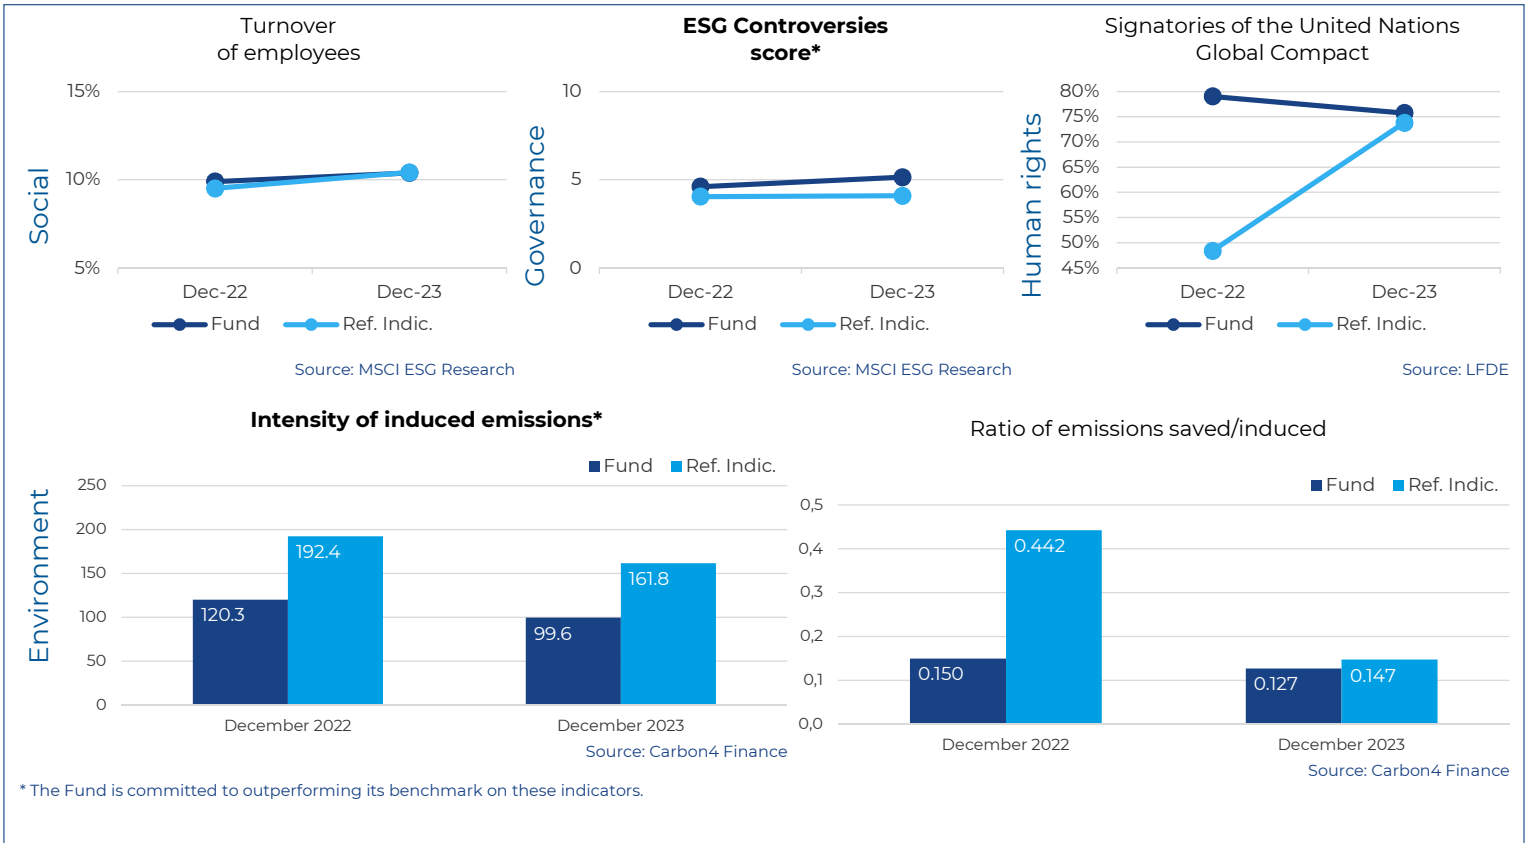 Turnover
of employees
15%
10%
5%
Social
Dec-22
Dec-23
Fund
Ref. Indic.
Source: MSCI ESG Research
ESG Controversies
score*
10
5
0
Governance
Dec-22
Dec-23
Fund
Ref. Indic.
Source: MSCI ESG Research
Signatories of the United Nations
Global Compact
80%
75%
70%
65%
60%
55%
50%
45%
Human rights
Dec-22
Dec-23
Fund
Ref. Indic.
Source: LFDE
Intensity of induced emissions*
Fund
Ref. Indic.
250
200
150
100
50
0
Environment
120.3
192.4
99.6
161.8
December 2022
December 2023
Source: Carbon4 Finance
Ratio of emissions saved/induced
Fund
Ref. Indic.
0,5
0,4
0,3
0,2
0,1
0,0
0.150
0.442
0.127
0.147
December 2022
December 2023
Source: Carbon4 Finance
* The Fund is committed to outperforming its benchmark on these indicators.